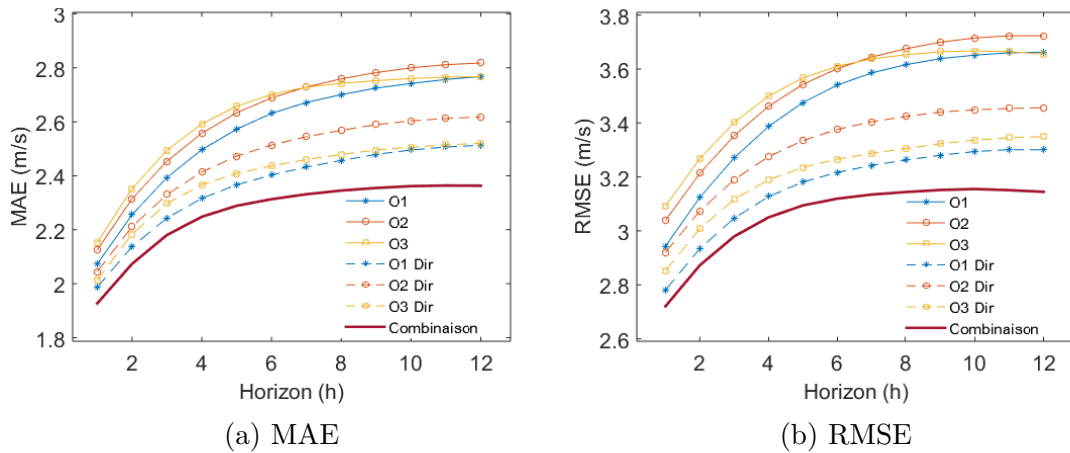 3
2.8
2.6
2.4
2.2
2
1.8
MAE (m/s)
2 4 6 8 10 12
Horizon (h)
O1
O2
O3
O1 Dir
O2 Dir
O3 Dir
Combinaison
(a) MAE
3.8
3.6
3.4
3.2
3
2.8
2.6
RMSE (m/s)
2 4 6 8 10 12
Horizon (h)
O1
O2
O3
O1 Dir
O2 Dir
O3 Dir
Combinaison
(b) RMSE